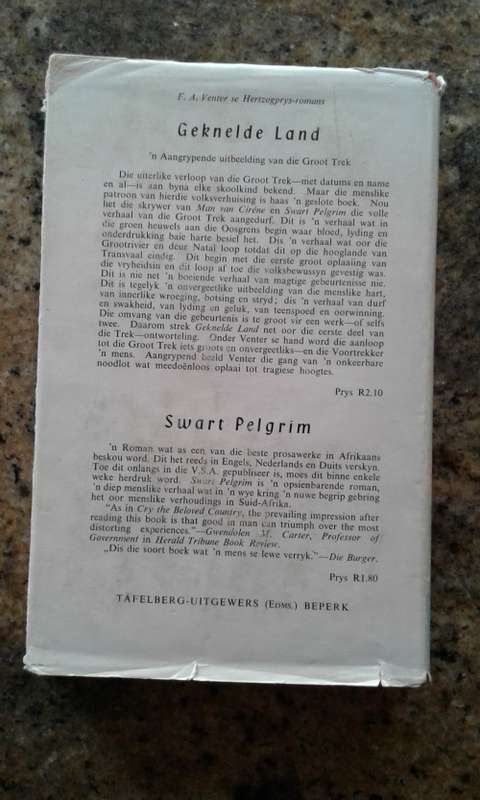 F. A. Venter se Hertzogprys-romans
Geknelde Land
'n Aangrypende uitbeelding van die Groot Trek
Die uiterlike verloop van die Groot Trek—met datums en name
en al—is aan byna elke skoolkind bekend. Maar die menslike
patroon van hierdie volksverhuising is haas 'n geslote boek. Nou
het die skrywer van Man van Ciréne en Swart Pelgrim die volle
verhaal van die Groot Trek aangedurf. Dit is 'n verhaal wat in
die groen heuwels aan die Oosgrens begin waar bloed, lyding en
onderdrukking baie harte besiel het. Dis 'n verhaal wat oor die
Grootrivier en deur Natal loop totdat dit op die hooglande van
Transvaal eindig. Dit begin met die eerste groot oplaaiing van
die vryheidsin en dit loop af toe die volksbewussyn gevestig was.
Dit is nie net 'n boeiende verhaal van magtige gebeurtenisse nie.
Dit is tegelyk 'n onvergeetlike uitbeelding van die menslike hart,
van innerlike wroeging, botsing en stryd; dis 'n verhaal van durf
en swakheid, van lyding en geluk, van teenspoed en oorwinning.
Die omvang van die gebeurtenis is te groot vir een werk—of selfs
twee. Daarom strek Geknelde Land net oor die eerste deel van
die Trek—ontworteling. Onder Venter se hand word die aanloop
tot die Groot Trek iets groots en onvergeetliks—en die Voortrekker
'n mens. Aangrypend beeld Venter die gang van 'n onkeerbare
noodlot wat meedoënloos oplaai tot tragiese hoogtes.
Prys R2.10
Swart Pelgrim
'n Roman wat as een van die beste prosawerke in Afrikaans
beskou word. Dit het reeds in Engels, Nederlands en Duits verskyn.
Toe dit onlangs in die V.S.A. gepubliseer is, moes dit binne enkele
weke herdruk word. Swart Pelgrim is 'n opsienbarende roman,
'n diep menslike verhaal wat in 'n wye kring 'n nuwe begrip gebring
het oor menslike verhoudings in Suid-Afrika.
"As in Cry the Beloved Country, the prevailing impression after
reading this book is that good in man can triumph over the most
distorting experiences."—Gwendolen M. Carter, Professor of
Government in Herald Tribune Book Review.
„Dis die soort boek wat 'n mens se lewe verryk."—Die Burger.
Prys R1.80
TAFELBERG-UITGEWERS (EDMS.) BEPERK